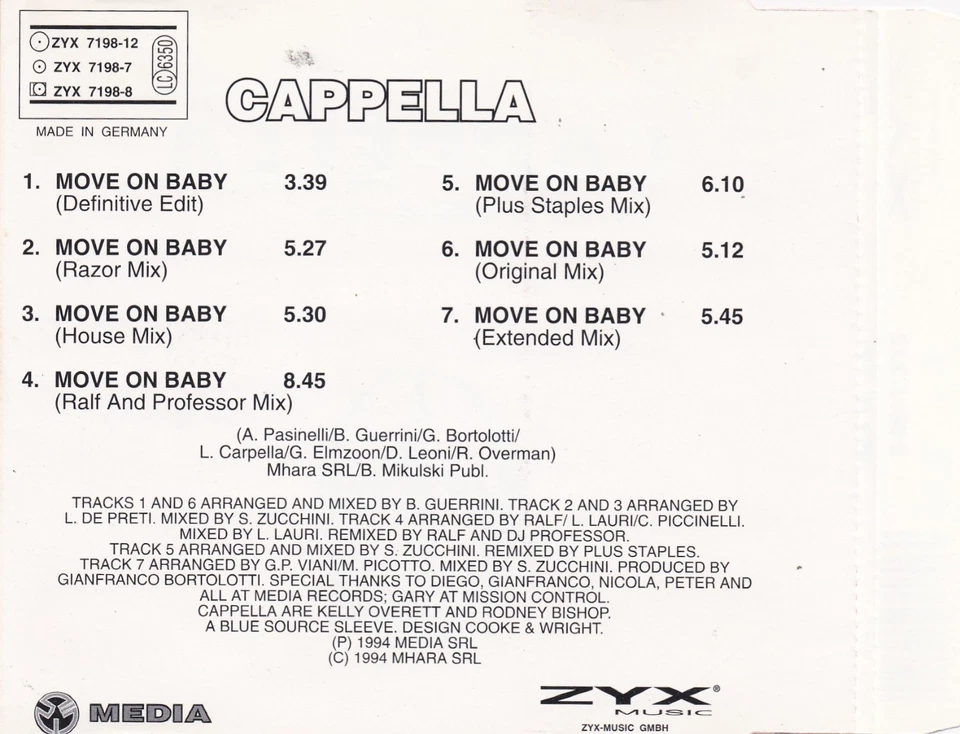 ZYX 7198-12
ZYX 7198-7
ZYX 7198-8
LC 6350
MADE IN GERMANY
CAPPELLA
1. MOVE ON BABY 3.39
(Definitive Edit)
2. MOVE ON BABY 5.27
(Razor Mix)
3. MOVE ON BABY 5.30
(House Mix)
4. MOVE ON BABY 8.45
(Ralf And Professor Mix)
5. MOVE ON BABY 6.10
(Plus Staples Mix)
6. MOVE ON BABY 5.12
(Original Mix)
7. MOVE ON BABY 5.45
(Extended Mix)
(A. Pasinelli/B. Guerrini/G. Bortolotti/
L. Carpella/G. Elmzoon/D. Leoni/R. Overman)
Mhara SRL/B. Mikulski Publ.
TRACKS 1 AND 6 ARRANGED AND MIXED BY B. GUERRINI. TRACK 2 AND 3 ARRANGED BY
L. DE PRETI. MIXED BY S. ZUCCHINI. TRACK 4 ARRANGED BY RALF/ L. LAURI/C. PICCINELLI.
MIXED BY L. LAURI. REMIXED BY RALF AND DJ PROFESSOR.
TRACK 5 ARRANGED AND MIXED BY S. ZUCCHINI. REMIXED BY PLUS STAPLES.
TRACK 7 ARRANGED BY G.P. VIANI/M. PICOTTO. MIXED BY S. ZUCCHINI. PRODUCED BY
GIANFRANCO BORTOLOTTI. SPECIAL THANKS TO DIEGO, GIANFRANCO, NICOLA, PETER AND
ALL AT MEDIA RECORDS; GARY AT MISSION CONTROL.
CAPPELLA ARE KELLY OVERETT AND RODNEY BISHOP.
A BLUE SOURCE SLEEVE. DESIGN COOKE & WRIGHT.
(P) 1994 MEDIA SRL
(C) 1994 MHARA SRL
MEDIA
ZYX®
MUSIC
ZYX-MUSIC GMBH